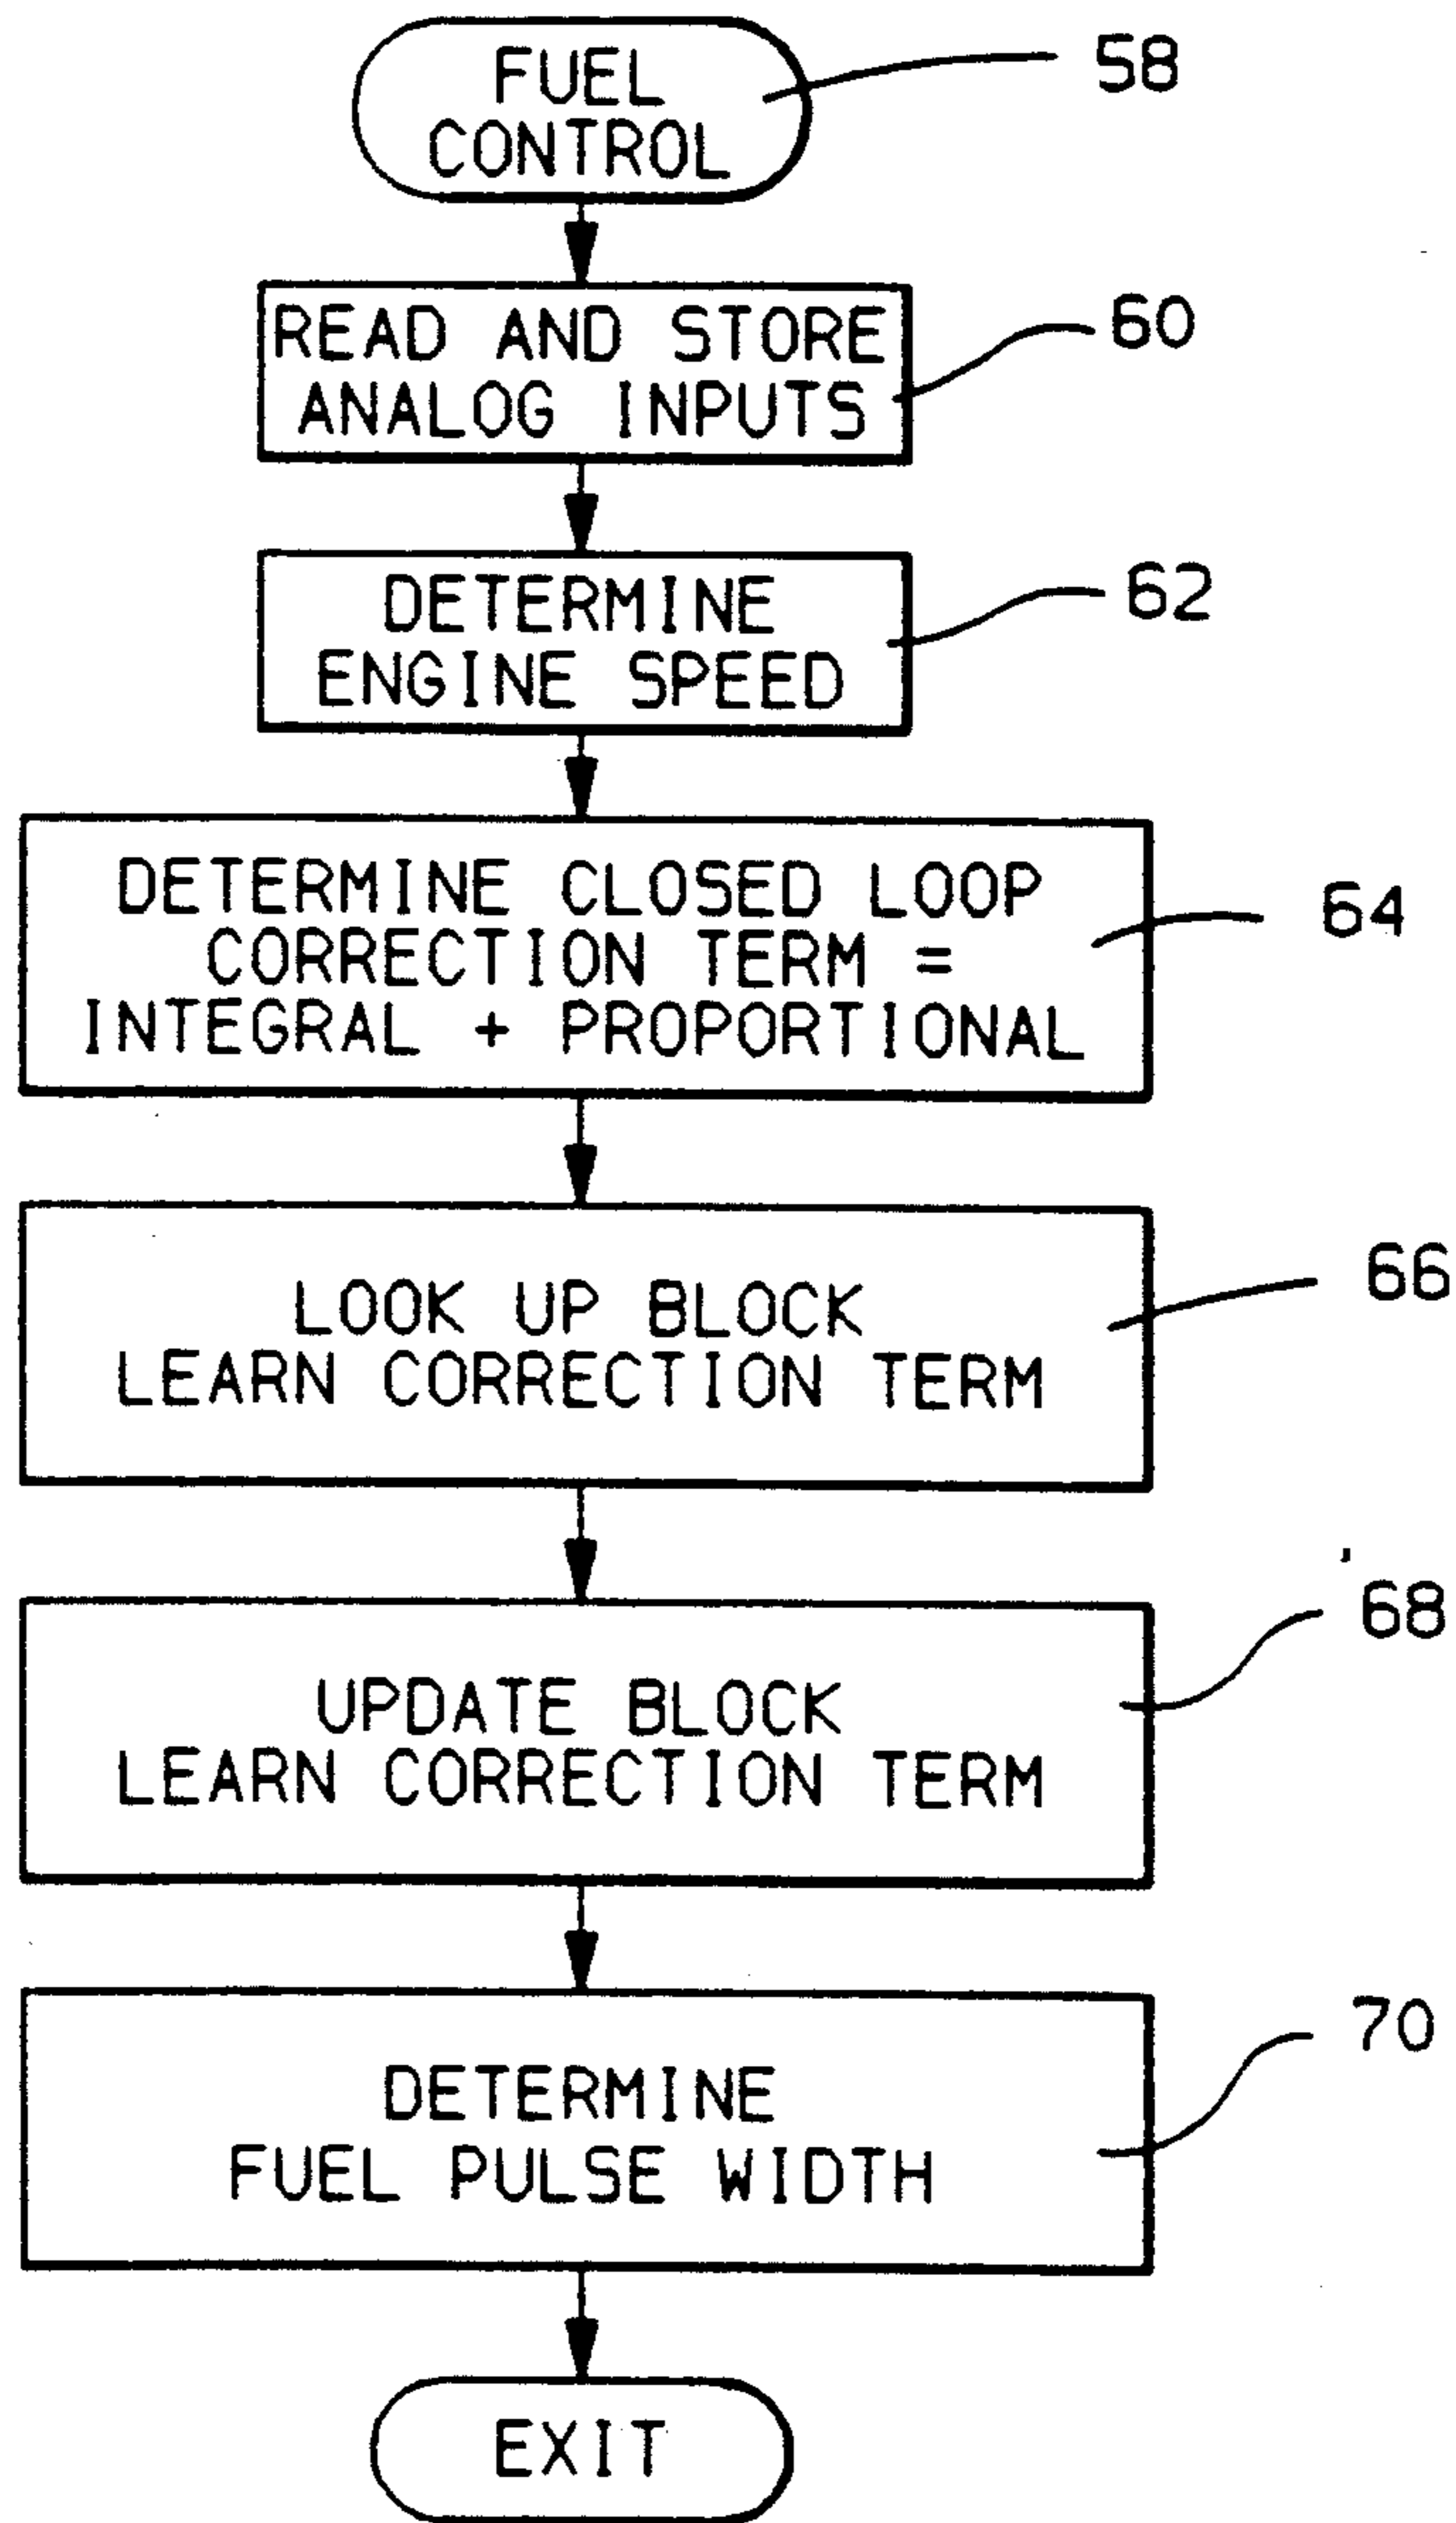 FUEL
CONTROL
58
READ AND STORE
ANALOG INPUTS
60
DETERMINE
ENGINE SPEED
62
DETERMINE CLOSED LOOP
CORRECTION TERM =
INTEGRAL + PROPORTIONAL
64
LOOK UP BLOCK
LEARN CORRECTION TERM
66
UPDATE BLOCK
LEARN CORRECTION TERM
68
DETERMINE
FUEL PULSE WIDTH
70
EXIT